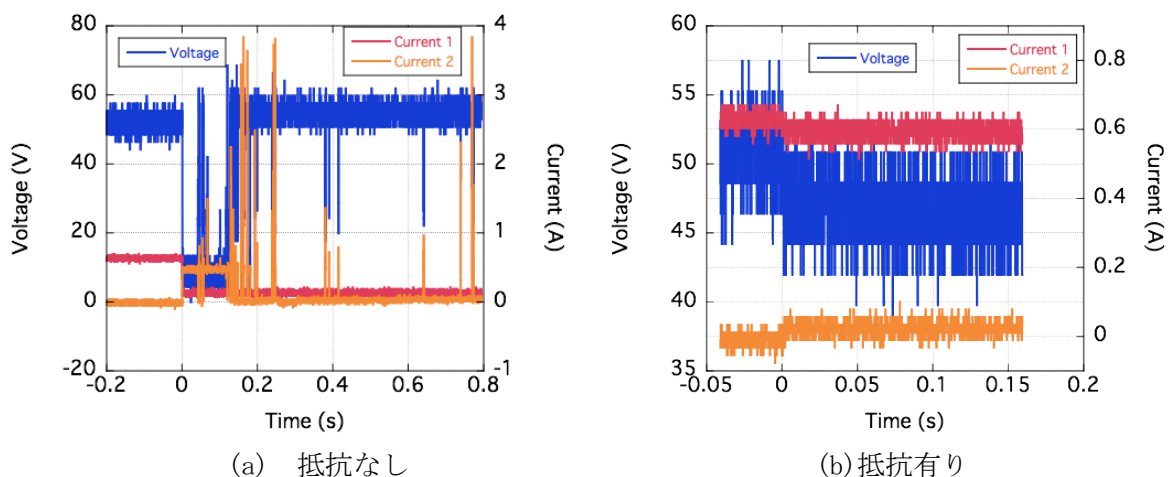 80
60
40
20
0
-20
Voltage (V)
4
3
2
1
0
-1
Current (A)
Voltage
Current 1
Current 2
-0.2 0 0.2 0.4 0.6 0.8
Time (s)
(a) 抵抗なし
60
55
50
45
40
35
Voltage (V)
0.8
0.6
0.4
0.2
0
Current (A)
Voltage
Current 1
Current 2
-0.05 0 0.05 0.1 0.15 0.2
Time (s)
(b)抵抗有り